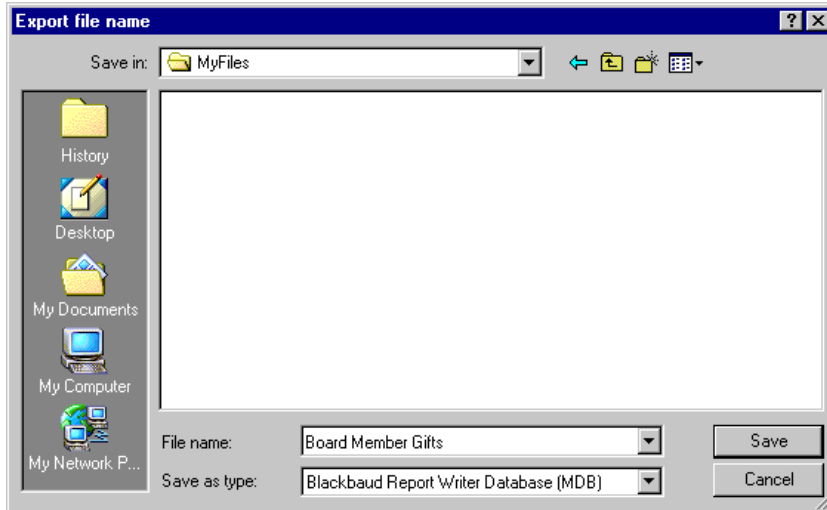 Export file name
Save in: MyFiles
History
Desktop
My Documents
My Computer
My Network P...
File name: Board Member Gifts Save
Save as type: Blackbaud Report Writer Database (MDB) Cancel